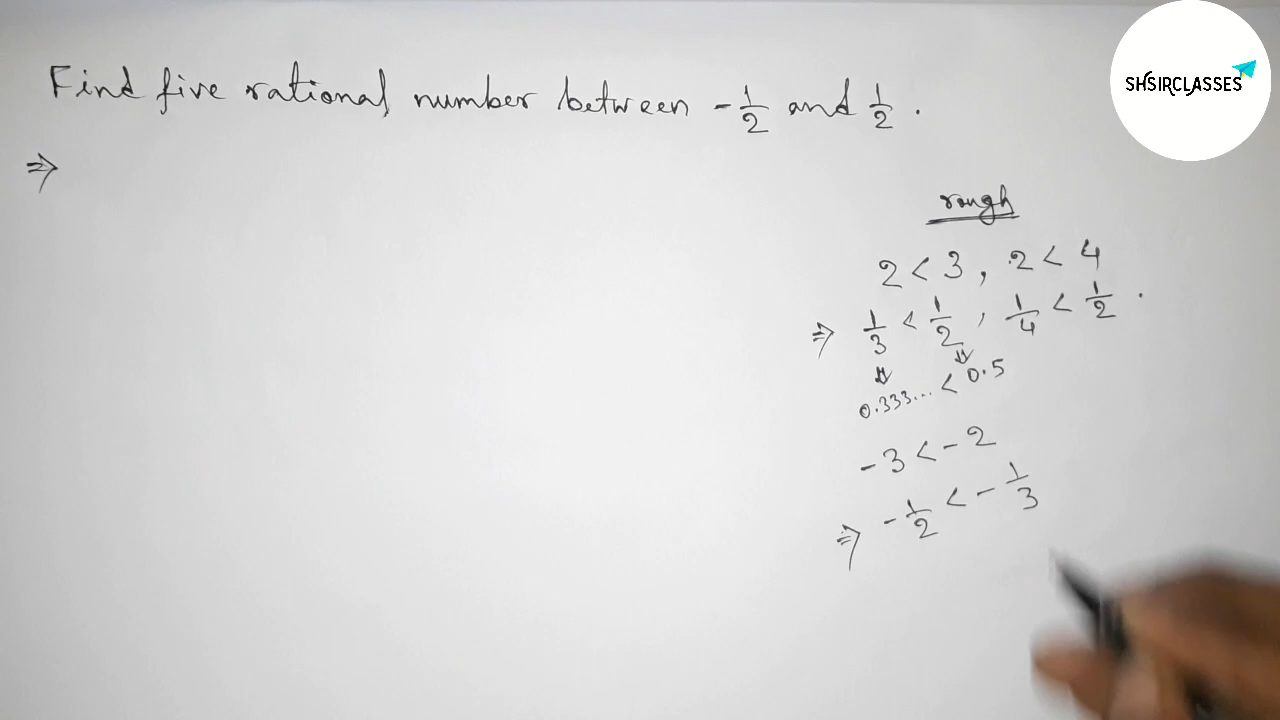 Find five rational number between -1/2 and 1/2 .
⇒
SHSIRCLASSES
rough
2 < 3 , 2 < 4
⇒ 1/3 < 1/2 , 1/4 < 1/2 .
⇓ ⇓
0.333... < 0.5
-3 < -2
⇒ -1/2 < -1/3